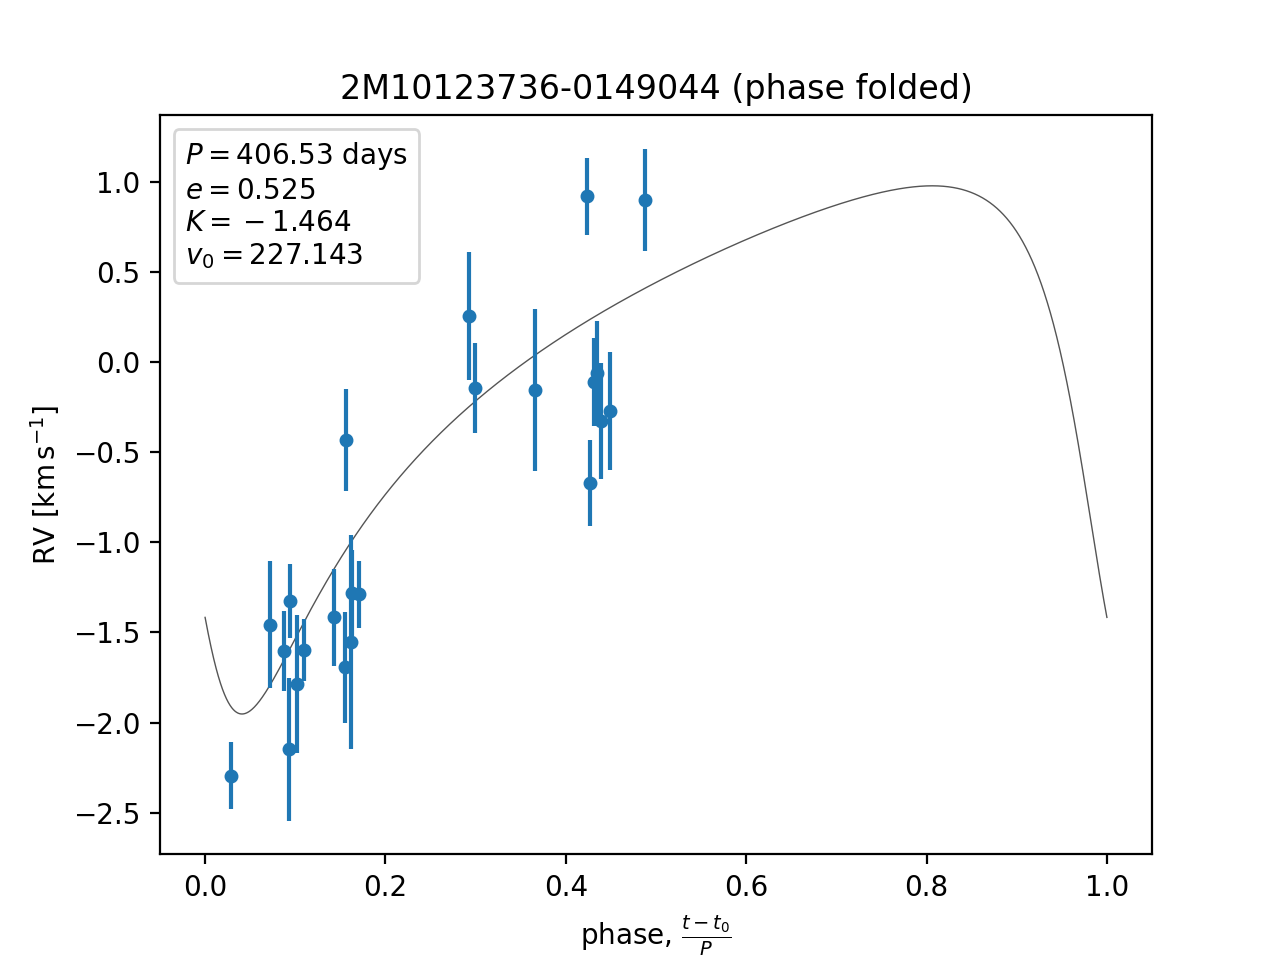 2M10123736-0149044 (phase folded)
P = 406.53 days
e = 0.525
K = −1.464
v₀ = 227.143
1.0
0.5
0.0
−0.5
−1.0
−1.5
−2.0
−2.5
RV [km s⁻¹]
0.0 0.2 0.4 0.6 0.8 1.0
phase, (t − t₀)/P